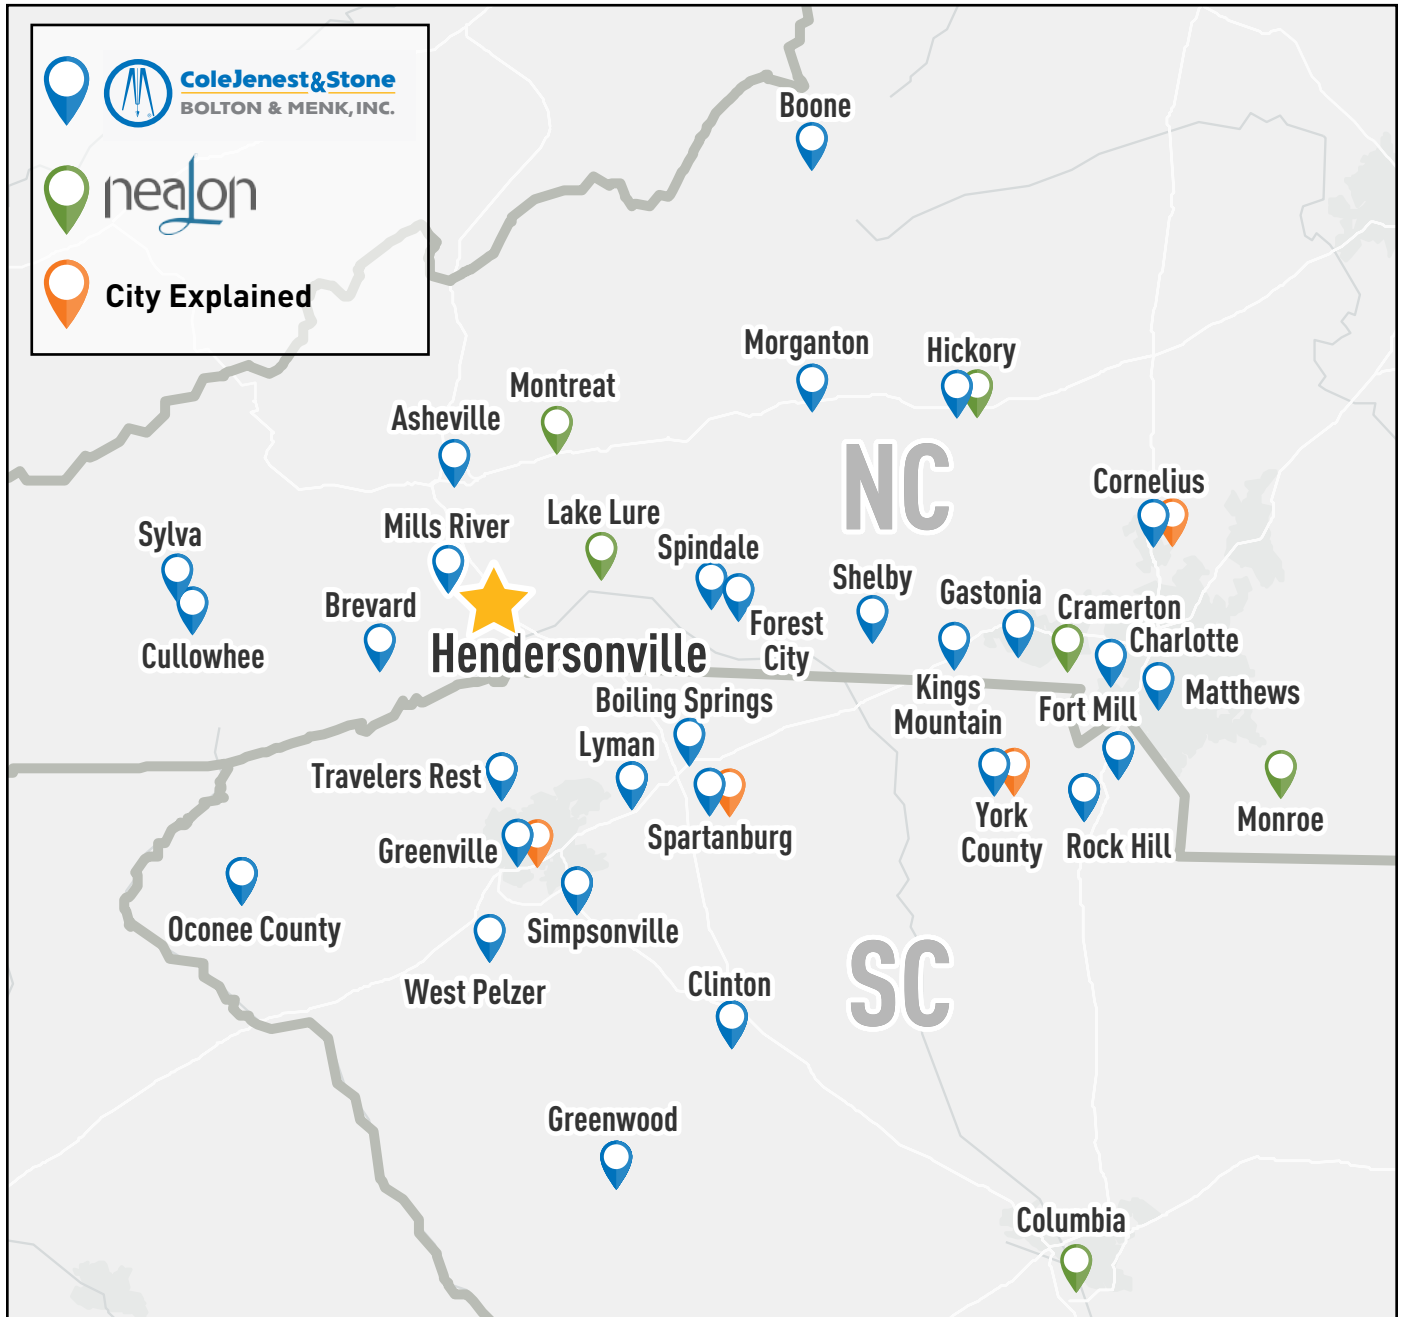 ColeJenest&Stone
BOLTON & MENK, INC.
nealon
City Explained
Boone
Morganton
Hickory
Montreat
Asheville
NC
Cornelius
Lake Lure
Mills River
Sylva
Spindale
Shelby
Gastonia
Brevard
Cramerton
Forest
City
Charlotte
Cullowhee
Hendersonville
Kings
Mountain
Matthews
Boiling Springs
Fort Mill
Lyman
Travelers Rest
York
County
Monroe
Spartanburg
Rock Hill
Greenville
Oconee County
Simpsonville
SC
West Pelzer
Clinton
Greenwood
Columbia